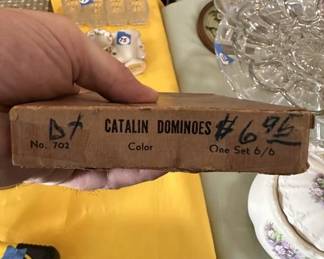 D+ CATALIN DOMINOES $6.95
No. 702 Color One Set 6/6